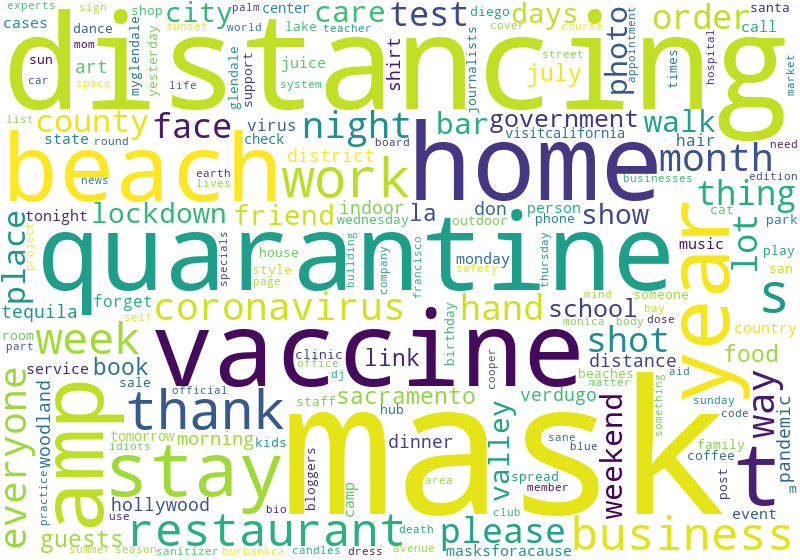 experts
palm
shop
center
sign
cases
city
care
test
days
order
diego
cover
course
santa
call
sunset
world
lake
teacher
dance
mom
myglendale
yesterday
art
glendale
support
juice
system
shirt
photo
journalists
street
appointment
times
hospital
market
sun
car
space
life
july
distancing
list
county
face
virus
night
bar
government
walk
visitcalifornia
hair
need
state
round
check
board
month
edition
news
earth
lives
district
work
home
businesses
thing
beach
tonight
lockdown
friend
indoor
wednesday
la
don
outdoor
person
phone
show
cat
park
place
project
specials
house
style
page
building
company
francisco
quarantine
monday
safety
thursday
music
lot
play
san
year
tequila
forget
self
coronavirus
hand
school
mind
someone
bay
monica
body
dose
country
s
room
part
week
vaccine
clinic
office
link
birthday
shot
distance
food
service
book
sale
official
dj
cooper
beaches
matter
aid
way
everyone
woodland
practice
amp
thank
staff
sacramento
hub
verdugo
something
sunday
code
pandemic
tomorrow
idiots
morning
kids
dinner
valley
sane
blue
weekend
family
coffee
t
stay
mask
hollywood
use
bio
bloggers
camp
area
member
spread
club
post
event
m
guests
restaurant
please
business
summer
season
sanitizer
burbankca
candles
death
dress
avenue
masksforacause